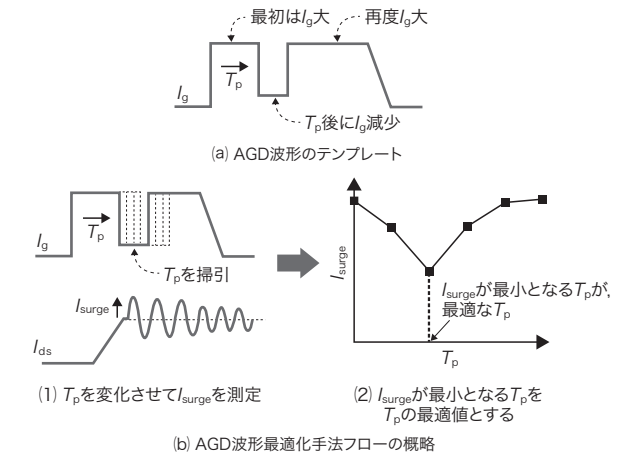 最初はIg大
再度Ig大
Tp
Ig
Tp後にIg減少
(a) AGD波形のテンプレート
Tp
Ig
Tpを掃引
Isurge
Ids
(1) Tpを変化させてIsurgeを測定
Isurge
Isurgeが最小となるTpが,
最適なTp
Tp
(2) Isurgeが最小となるTpを
Tpの最適値とする
(b) AGD波形最適化手法フローの概略